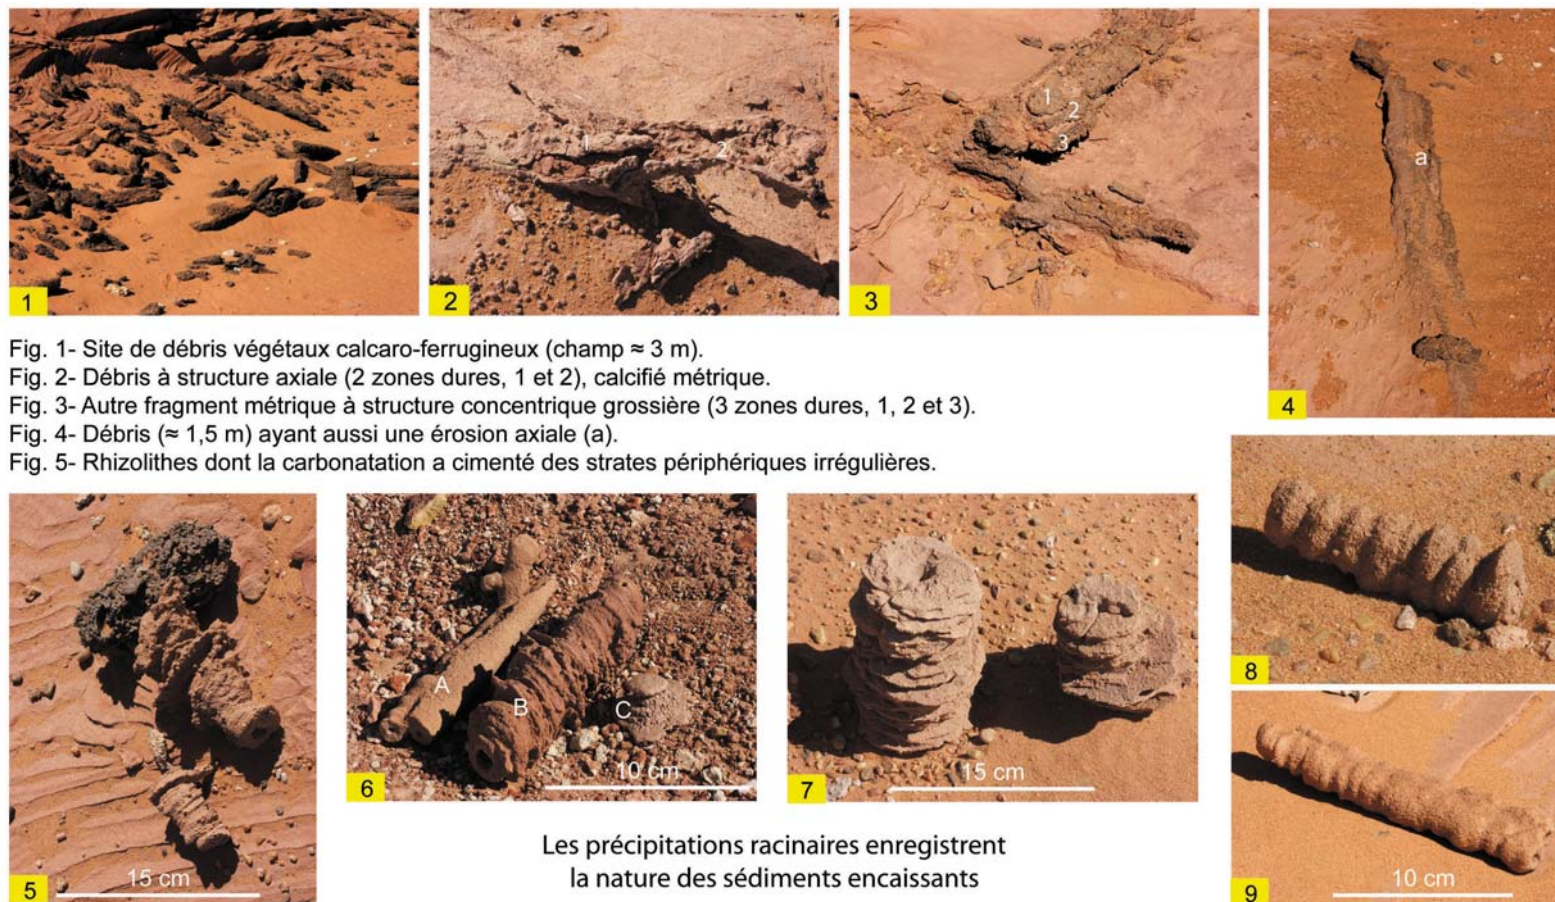 1
2
1
2
3
1
2
3
a
4
Fig. 1- Site de débris végétaux calcaro-ferrugineux (champ ≈ 3 m).
Fig. 2- Débris à structure axiale (2 zones dures, 1 et 2), calcifié métrique.
Fig. 3- Autre fragment métrique à structure concentrique grossière (3 zones dures, 1, 2 et 3).
Fig. 4- Débris (≈ 1,5 m) ayant aussi une érosion axiale (a).
Fig. 5- Rhizolithes dont la carbonatation a cimenté des strates périphériques irrégulières.
15 cm
5
A
B
C
10 cm
6
15 cm
7
8
10 cm
9
Les précipitations racinaires enregistrent
la nature des sédiments encaissants